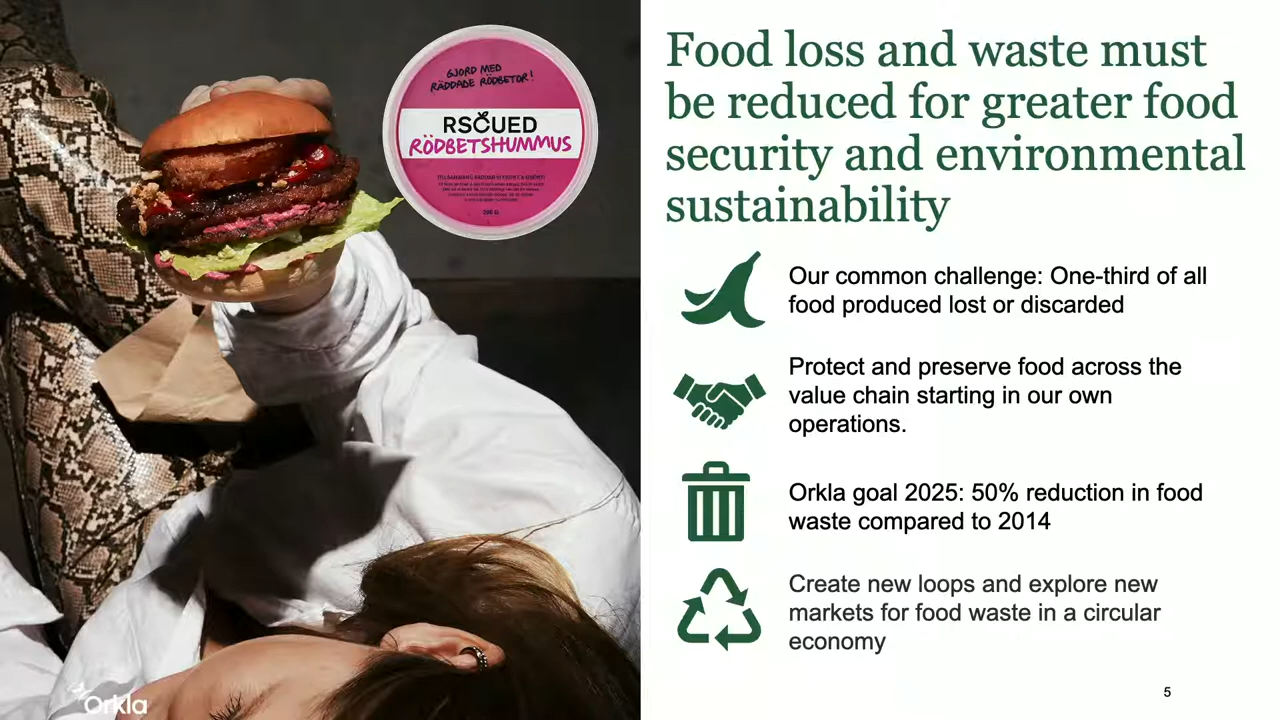 GJORD MED
RÄDDADE RÖDBETOR!
RSCUED
RÖDBETSHUMMUS
200 G
Food loss and waste must
be reduced for greater food
security and environmental
sustainability
Our common challenge: One-third of all
food produced lost or discarded
Protect and preserve food across the
value chain starting in our own
operations.
Orkla goal 2025: 50% reduction in food
waste compared to 2014
Create new loops and explore new
markets for food waste in a circular
economy
Orkla
5